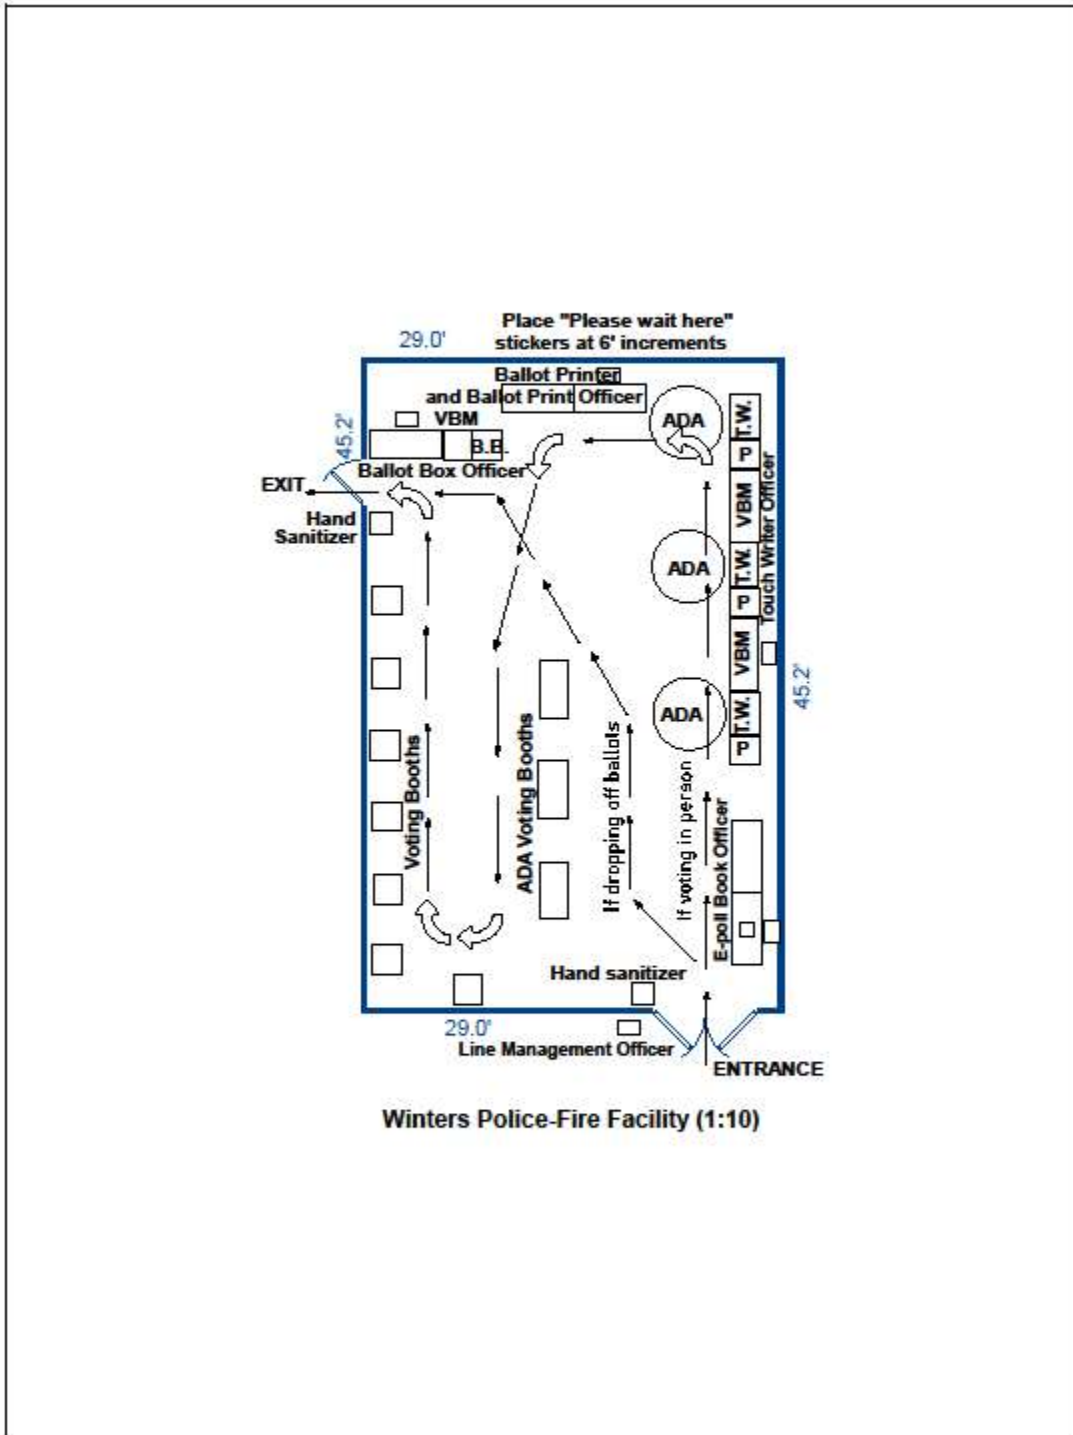 Place "Please wait here"
stickers at 6' increments
29.0'
Ballot Printer
and Ballot Print Officer
ADA
T.W.
P
VBM
B.B.
Ballot Box Officer
45.2'
EXIT
Hand
Sanitizer
VBM
Touch Writer Officer
ADA
T.W.
P
VBM
45.2'
ADA
T.W.
P
Voting Booths
ADA Voting Booths
If dropping off ballots
If voting in person
E-poll Book Officer
Hand sanitizer
29.0'
Line Management Officer
ENTRANCE
Winters Police-Fire Facility (1:10)